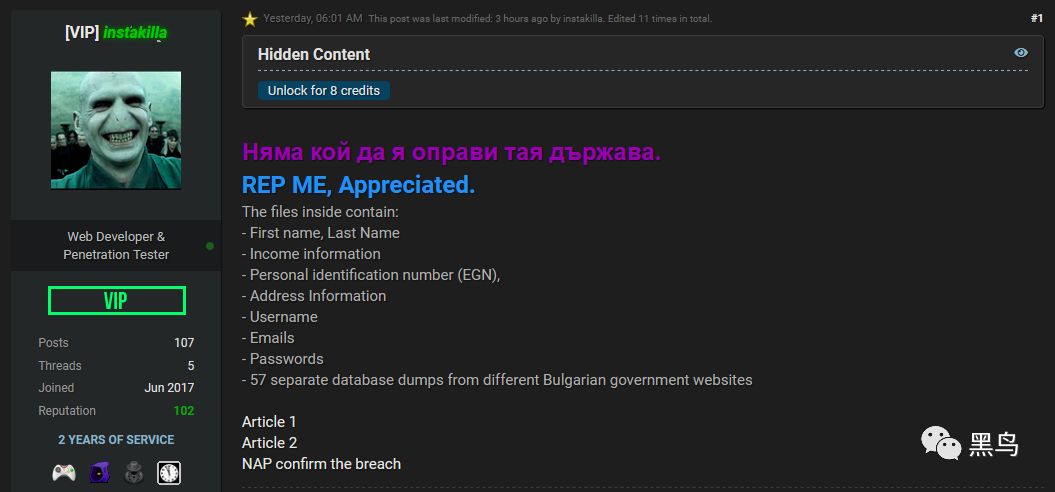 [VIP] instakilla
Web Developer &
Penetration Tester
VIP
Posts 107
Threads 5
Joined Jun 2017
Reputation 102
2 YEARS OF SERVICE
Yesterday, 06:01 AM This post was last modified: 3 hours ago by instakilla. Edited 11 times in total. #1
Hidden Content
Unlock for 8 credits
Няма кой да я оправи тая държава.
REP ME, Appreciated.
The files inside contain:
- First name, Last Name
- Income information
- Personal identification number (EGN),
- Address Information
- Username
- Emails
- Passwords
- 57 separate database dumps from different Bulgarian government websites
Article 1
Article 2
NAP confirm the breach
黑鸟